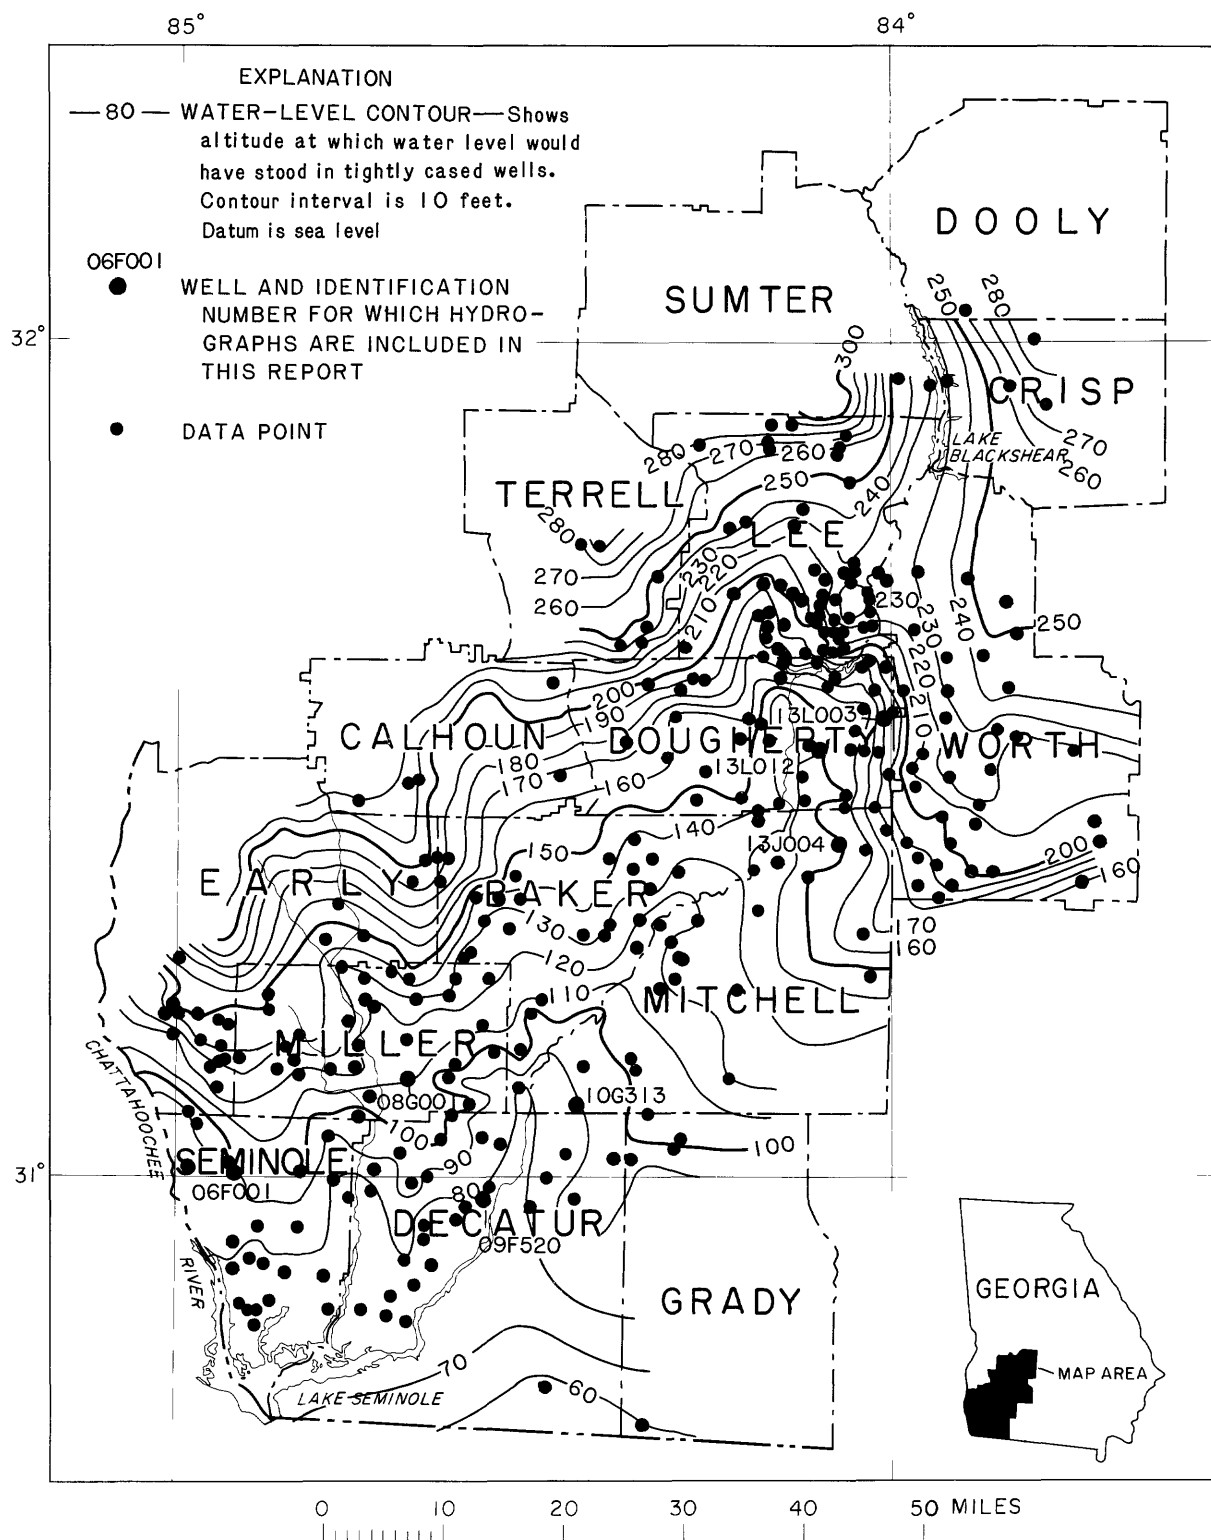 85°
84°
EXPLANATION
—80— WATER-LEVEL CONTOUR—Shows
altitude at which water level would
have stood in tightly cased wells.
Contour interval is 10 feet.
Datum is sea level
06F001
WELL AND IDENTIFICATION
NUMBER FOR WHICH HYDRO-
GRAPHS ARE INCLUDED IN
THIS REPORT
DATA POINT
DOOLY
SUMTER
250
280
32°
300
CRISP
LAKE
BLACKSHEAR
270
260
280
270
260
250
240
TERRELL
LEE
280
270
260
230
220
210
230
230
240
250
220
210
200
190
13L003
CALHOUN
DOUGHERTY
WORTH
180
170
160
13L012
150
140
13J004
200
160
EARLY
BAKER
130
120
110
170
160
MITCHELL
MILLER
CHATTAHOOCHEE
08G001
10G313
100
100
SEMINOLE
31°
06F001
90
80
DECATUR
09F520
RIVER
GRADY
GEORGIA
MAP AREA
70
60
LAKE SEMINOLE
0 10 20 30 40 50 MILES